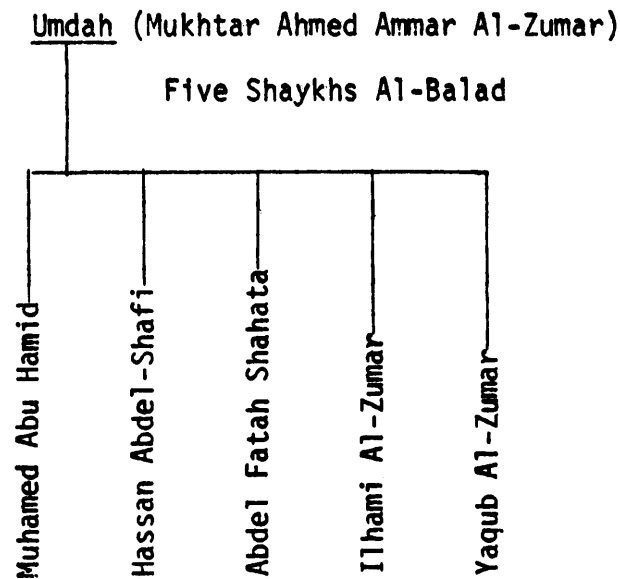 Umdah (Mukhtar Ahmed Ammar Al-Zumar)
Five Shaykhs Al-Balad
Muhamed Abu Hamid
Hassan Abdel-Shafi
Abdel Fatah Shahata
Ilhami Al-Zumar
Yaqub Al-Zumar